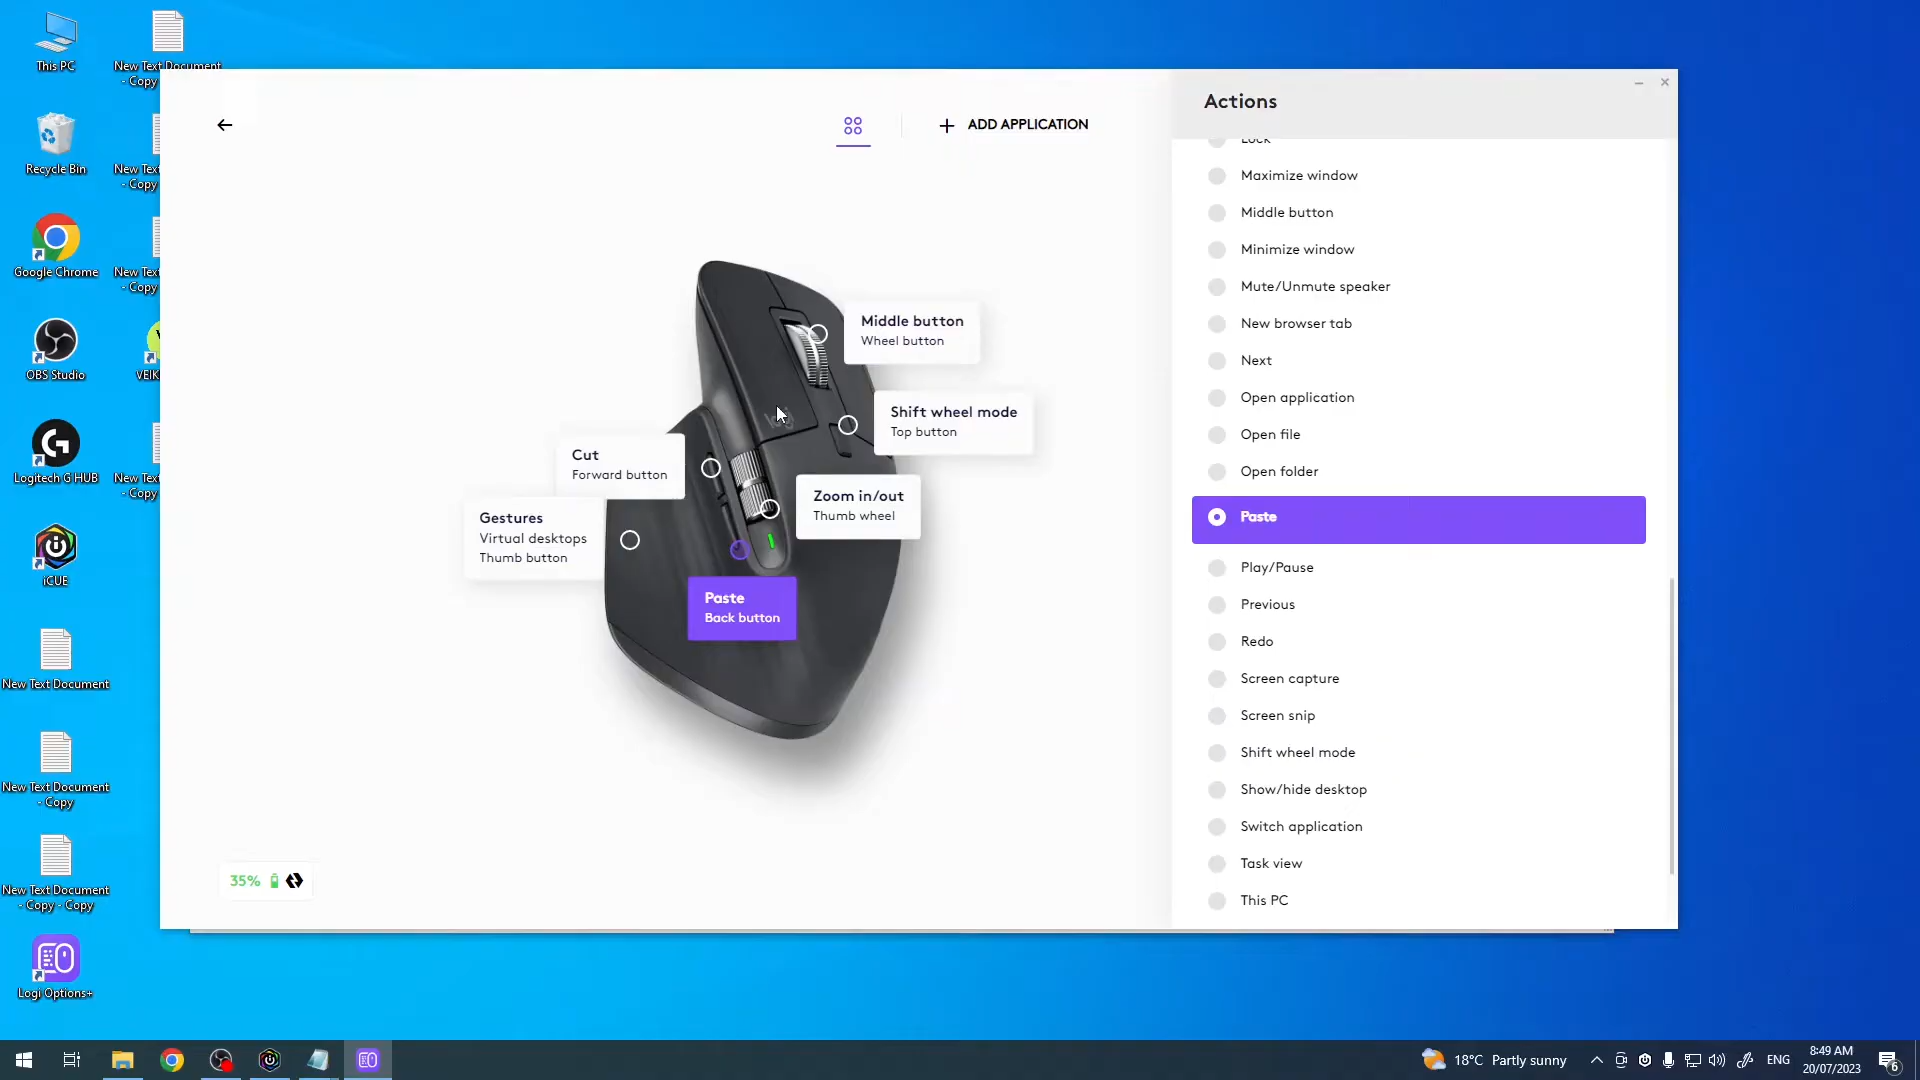 This PC
New Text Document
- Copy
Recycle Bin
New Text
- Copy
Google Chrome
New Text
- Copy
OBS Studio
VEIK
Logitech G HUB
New Text
- Copy
iCUE
New Text Document
New Text Document
- Copy
New Text Document
- Copy - Copy
Logi Options+
ADD APPLICATION
Middle button
Wheel button
Shift wheel mode
Top button
Cut
Forward button
Zoom in/out
Thumb wheel
Gestures
Virtual desktops
Thumb button
Paste
Back button
logi
35%
Actions
Lock
Maximize window
Middle button
Minimize window
Mute/Unmute speaker
New browser tab
Next
Open application
Open file
Open folder
Paste
Play/Pause
Previous
Redo
Screen capture
Screen snip
Shift wheel mode
Show/hide desktop
Switch application
Task view
This PC
18°C Partly sunny
ENG
8:49 AM
20/07/2023
6